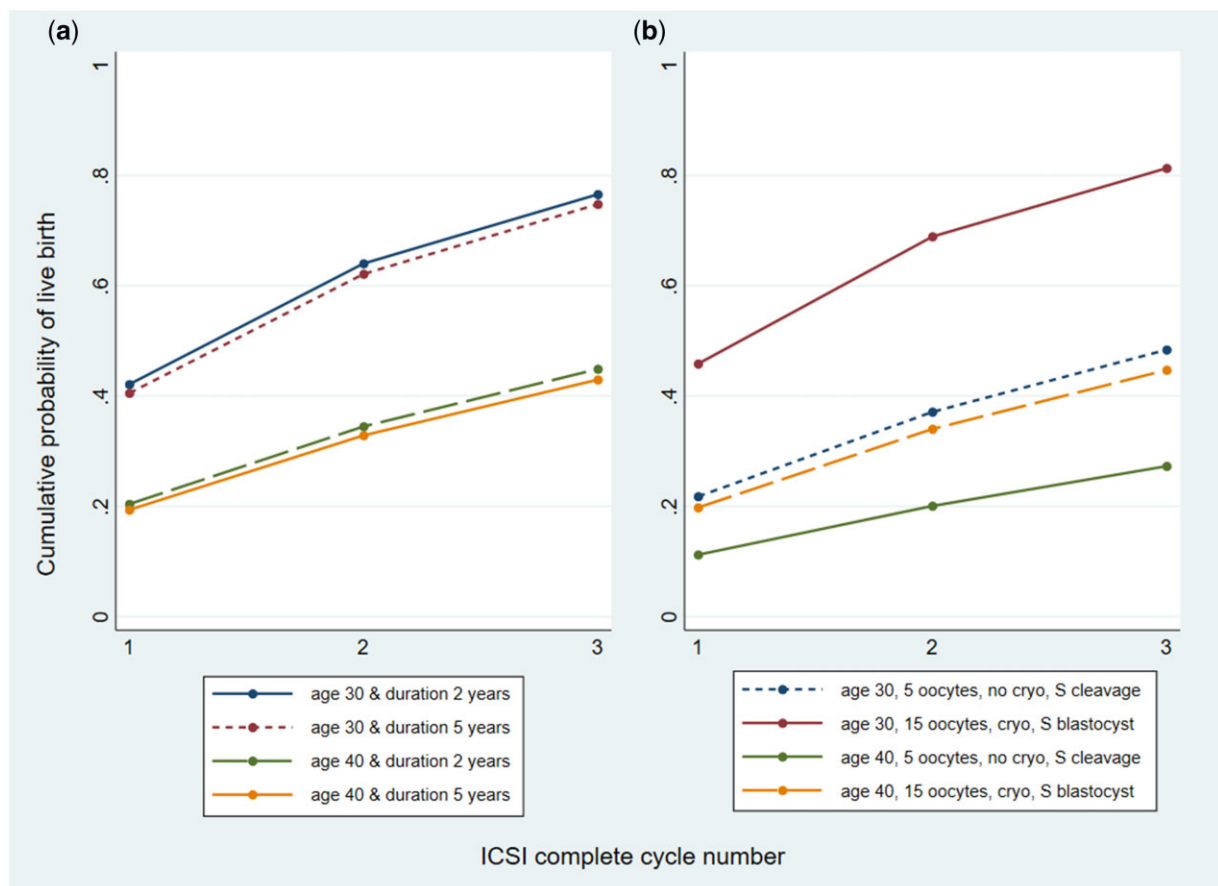 (a)
(b)
Cumulative probability of live birth
1
.8
.6
.4
.2
0
1 2 3
1
.8
.6
.4
.2
0
1 2 3
age 30 & duration 2 years
age 30 & duration 5 years
age 40 & duration 2 years
age 40 & duration 5 years
age 30, 5 oocytes, no cryo, S cleavage
age 30, 15 oocytes, cryo, S blastocyst
age 40, 5 oocytes, no cryo, S cleavage
age 40, 15 oocytes, cryo, S blastocyst
ICSI complete cycle number